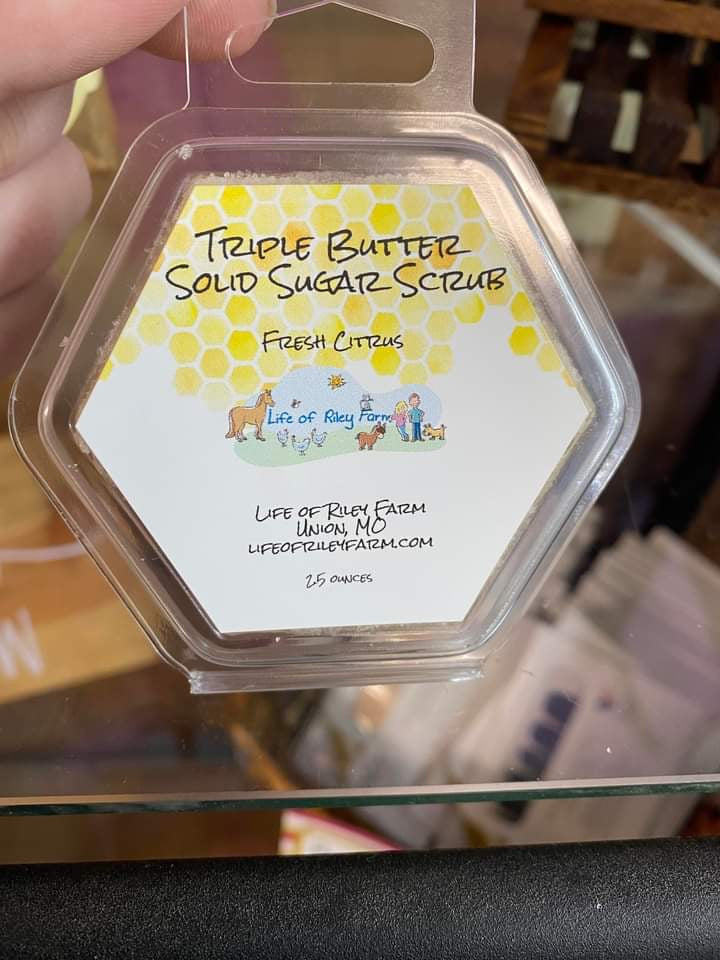 TRIPLE BUTTER
SOLID SUGAR SCRUB
FRESH CITRUS
Life of Riley Farm
LIFE OF RILEY FARM
UNION, MO
LIFEOFRILEYFARM.COM
2.5 OUNCES